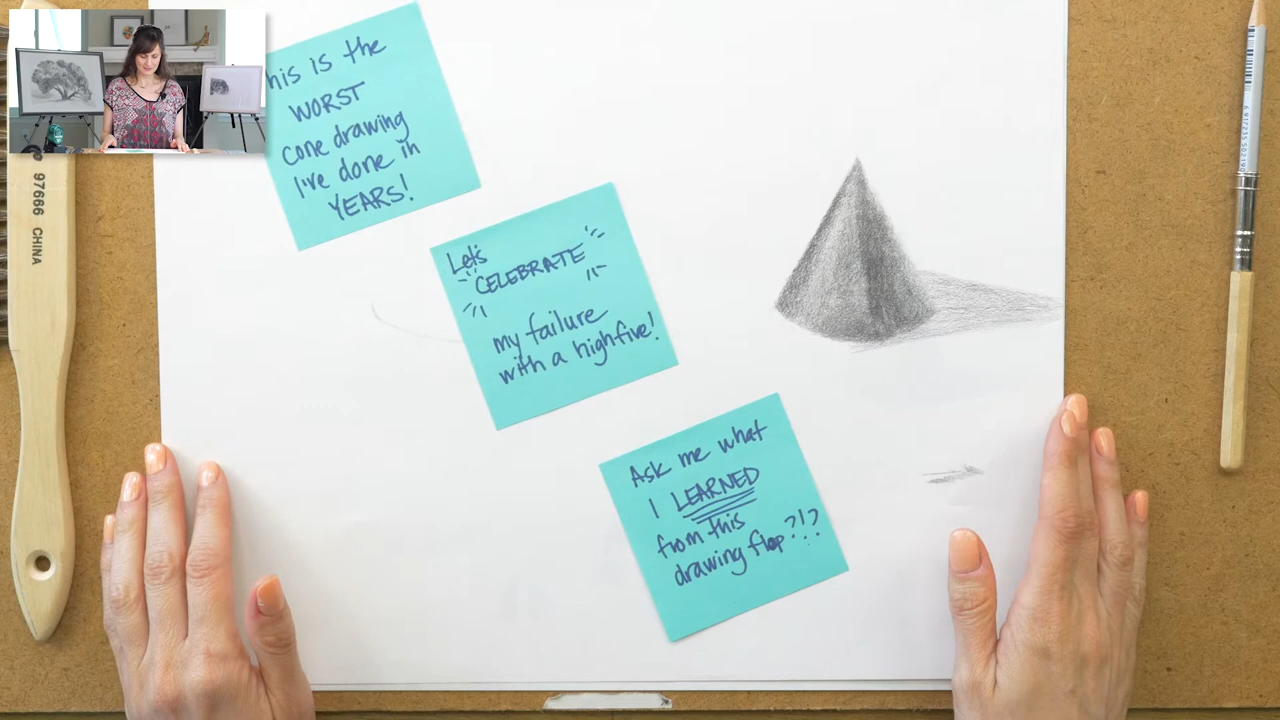 his is the
WORST
cone drawing
I've done in
YEARS!
Let's
"CELEBRATE"
my failure
with a high five!
Ask me what
I LEARNED
from this
drawing flop?!?
97666 CHINA